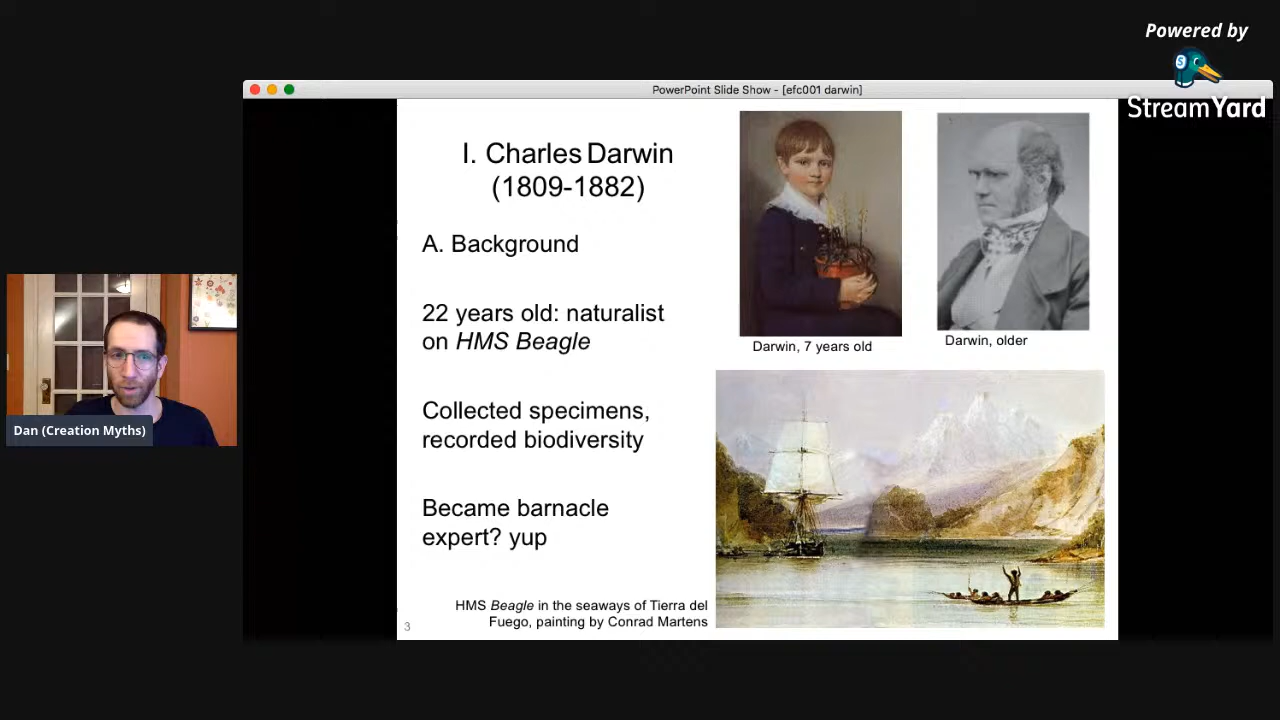 Powered by
StreamYard
PowerPoint Slide Show - [efc001 darwin]
I. Charles Darwin
(1809-1882)
A. Background
22 years old: naturalist
on HMS Beagle
Collected specimens,
recorded biodiversity
Became barnacle
expert? yup
HMS Beagle in the seaways of Tierra del
Fuego, painting by Conrad Martens
3
Darwin, 7 years old
Darwin, older
Dan (Creation Myths)